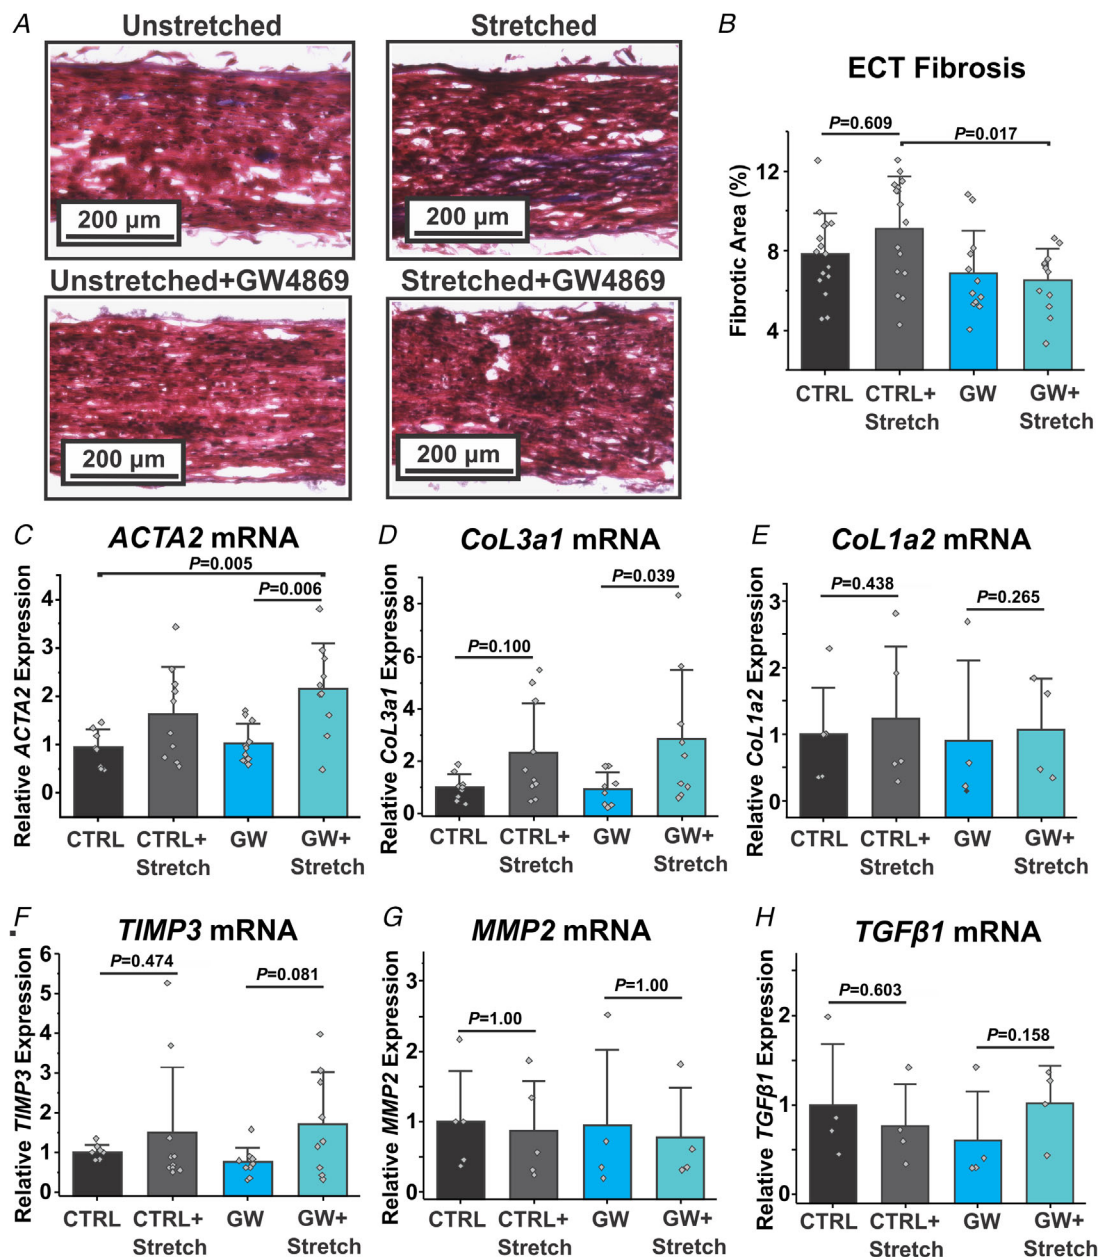 A
Unstretched
Stretched
200 µm
200 µm
Unstretched+GW4869
Stretched+GW4869
200 µm
200 µm
B
ECT Fibrosis
P=0.609
P=0.017
Fibrotic Area (%)
12
8
4
CTRL
CTRL+
Stretch
GW
GW+
Stretch
C
ACTA2 mRNA
P=0.005
P=0.006
Relative ACTA2 Expression
4
3
2
1
0
CTRL
CTRL+
Stretch
GW
GW+
Stretch
D
CoL3a1 mRNA
P=0.039
P=0.100
Relative CoL3a1 Expression
8
6
4
2
0
CTRL
CTRL+
Stretch
GW
GW+
Stretch
E
CoL1a2 mRNA
P=0.438
P=0.265
Relative CoL1a2 Expression
3
2
1
0
CTRL
CTRL+
Stretch
GW
GW+
Stretch
F
TIMP3 mRNA
P=0.474
P=0.081
Relative TIMP3 Expression
6
5
4
3
2
1
0
CTRL
CTRL+
Stretch
GW
GW+
Stretch
G
MMP2 mRNA
P=1.00
P=1.00
Relative MMP2 Expression
3
2
1
0
CTRL
CTRL+
Stretch
GW
GW+
Stretch
H
TGFβ1 mRNA
P=0.603
P=0.158
Relative TGFβ1 Expression
2
1
0
CTRL
CTRL+
Stretch
GW
GW+
Stretch